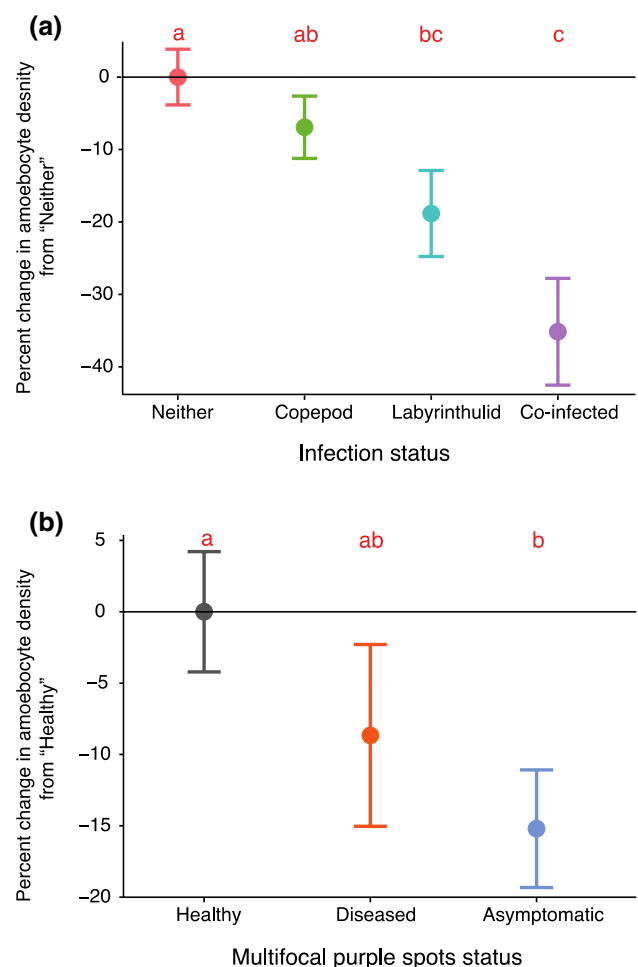 (a)
a ab bc c
Percent change in amoebocyte desnity
from “Neither”
0
−10
−20
−30
−40
Neither Copepod Labyrinthulid Co-infected
Infection status
(b)
a ab b
Percent change in amoebocyte density
from “Healthy”
5
0
−5
−10
−15
−20
Healthy Diseased Asymptomatic
Multifocal purple spots status